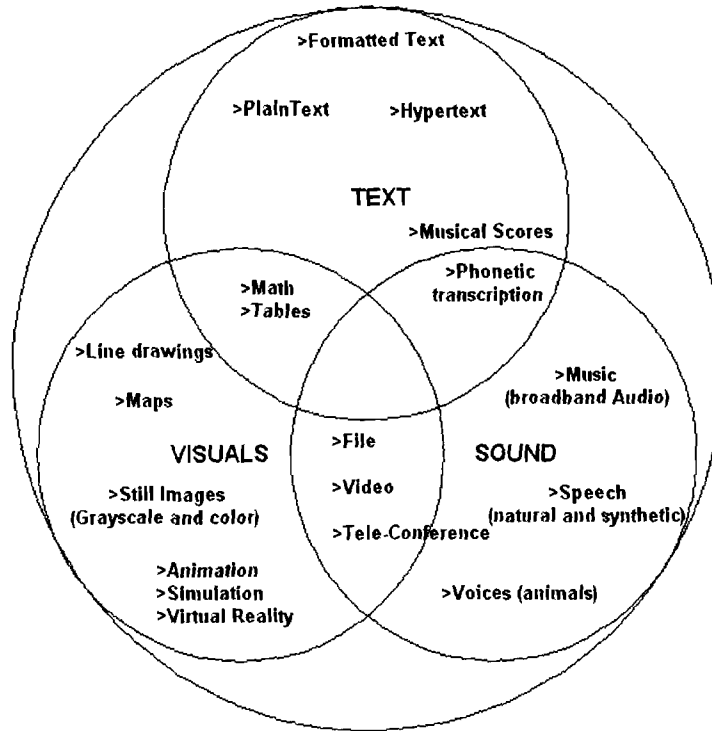 >Formatted Text
>PlainText >Hypertext
TEXT
>Musical Scores
>Math
>Tables
>Phonetic
transcription
>Line drawings
>Maps
>Music
(broadband Audio)
VISUALS
>File
SOUND
>Still Images
(Grayscale and color)
>Video
>Speech
(natural and synthetic)
>Tele-Conference
>Animation
>Simulation
>Virtual Reality
>Voices (animals)